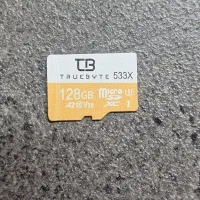 TB
TRUEBYTE 533X
128GB micro SD XC U3 I
A2 V30